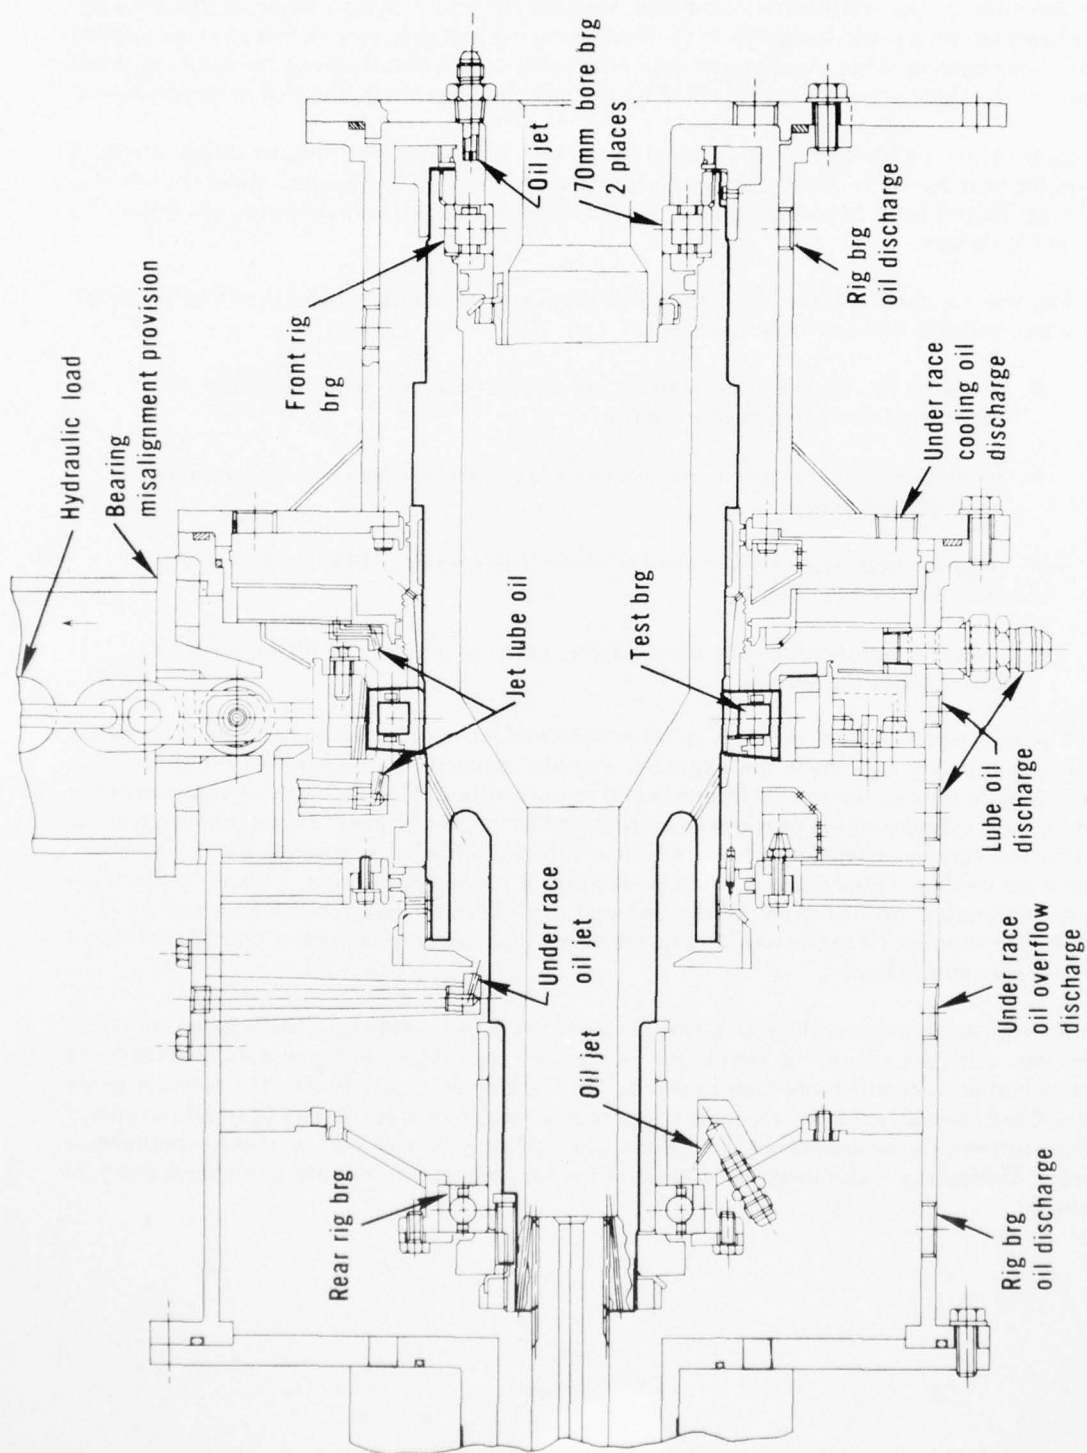 Hydraulic load
Bearing
misalignment provision
Front rig
brg
Oil jet
70mm bore brg
2 places
Rig brg
oil discharge
Under race
cooling oil
discharge
Jet lube oil
Test brg
Lube oil
discharge
Under race
oil jet
Under race
oil overflow
discharge
Oil jet
Rear rig brg
Rig brg
oil discharge